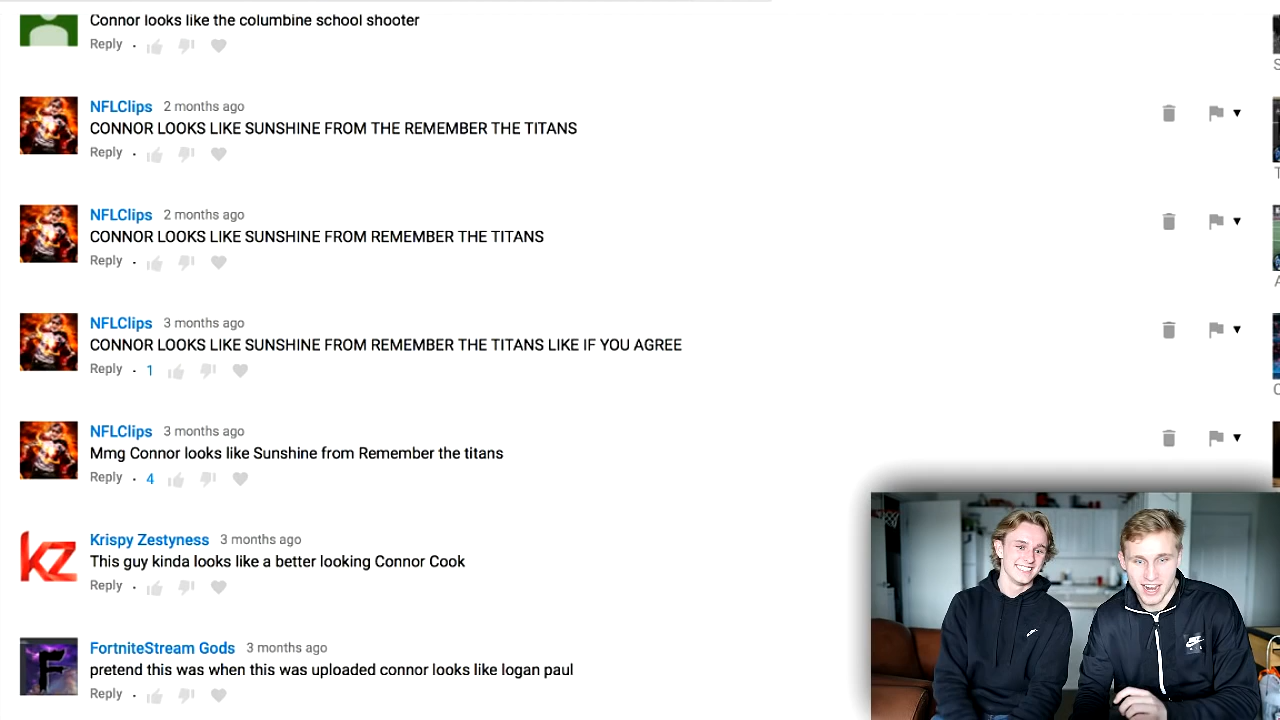 Connor looks like the columbine school shooter
Reply
NFLClips 2 months ago
CONNOR LOOKS LIKE SUNSHINE FROM THE REMEMBER THE TITANS
Reply
NFLClips 2 months ago
CONNOR LOOKS LIKE SUNSHINE FROM REMEMBER THE TITANS
Reply
NFLClips 3 months ago
CONNOR LOOKS LIKE SUNSHINE FROM REMEMBER THE TITANS LIKE IF YOU AGREE
Reply · 1
NFLClips 3 months ago
Mmg Connor looks like Sunshine from Remember the titans
Reply · 4
kz
Krispy Zestyness 3 months ago
This guy kinda looks like a better looking Connor Cook
Reply
F
FortniteStream Gods 3 months ago
pretend this was when this was uploaded connor looks like logan paul
Reply